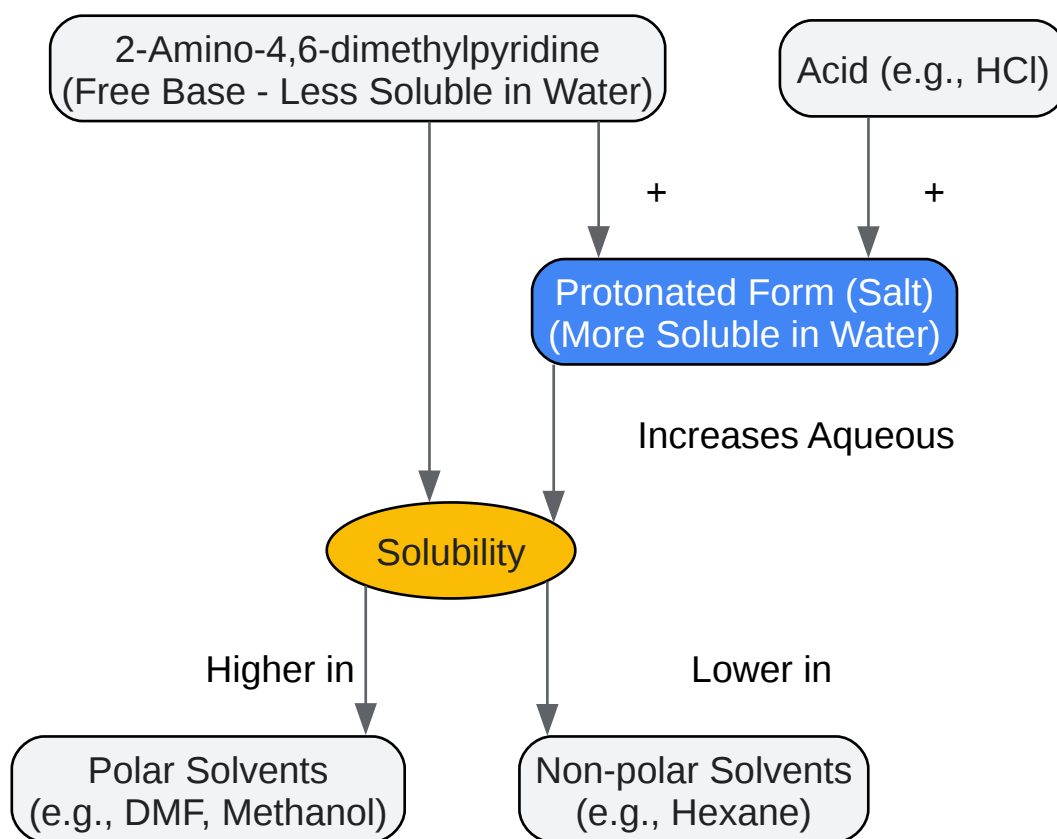 2-Amino-4,6-dimethylpyridine
(Free Base - Less Soluble in Water)
Acid (e.g., HCl)
+
+
Protonated Form (Salt)
(More Soluble in Water)
Increases Aqueous
Solubility
Higher in
Lower in
Polar Solvents
(e.g., DMF, Methanol)
Non-polar Solvents
(e.g., Hexane)